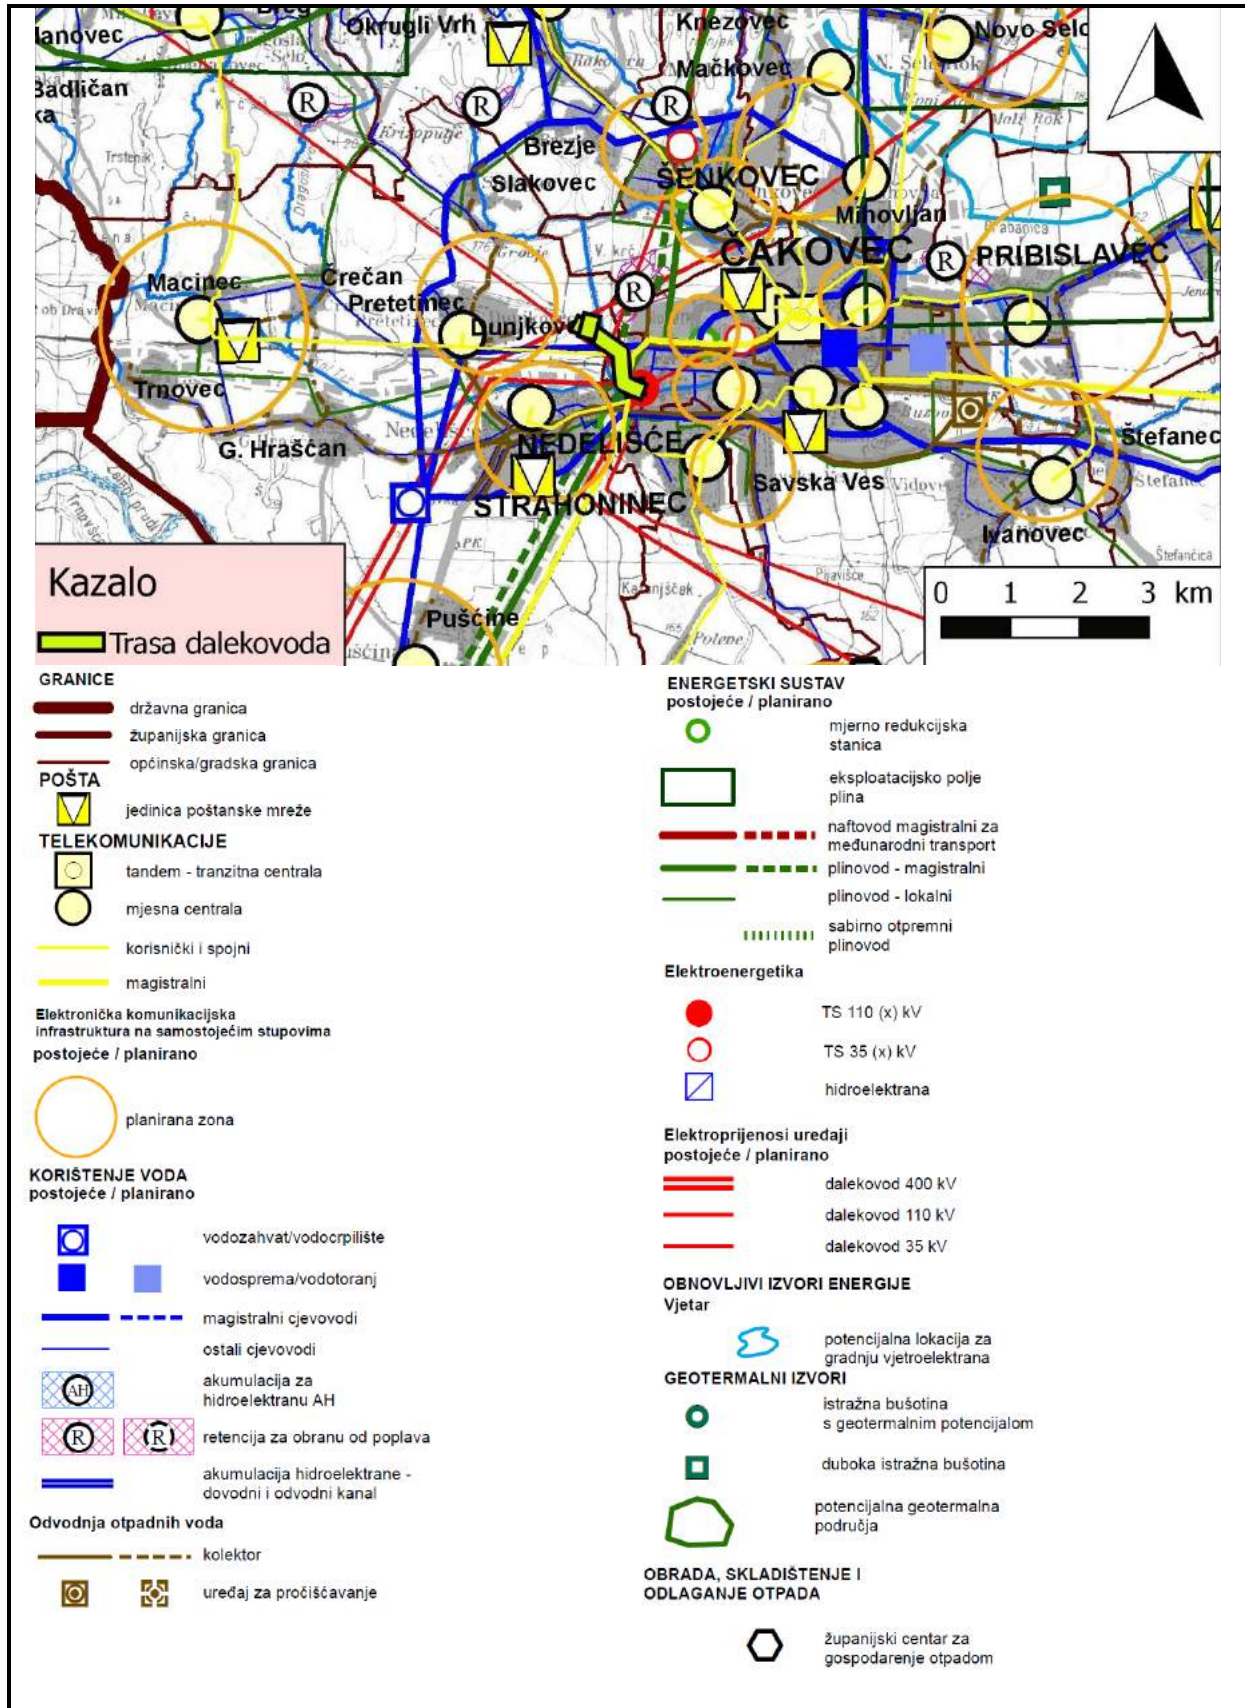 Okrugli Vrh
Knezovec
Novo Selo
Mačkovec
Badličan
Trstenik
Krizopulje
Mali Rok
Brezje
Slakovec
ŠENKOVEC
Mihovljan
ČAKOVEC
PRIBISLAVEC
Macinec
Črečan
Pretetinec
Dunjkovec
Trnovec
G. Hrašćan
NEDELIŠĆE
STRAHONINEC
Savska Ves
Štefanec
Ivanovec
Štefančica
Pušćine
R
R
R
R
R
Kazalo
Trasa dalekovoda
0 1 2 3 km
GRANICE
državna granica
županijska granica
općinska/gradska granica
POŠTA
jedinica poštanske mreže
TELEKOMUNIKACIJE
tandem - tranzitna centrala
mjesna centrala
korisnički i spojni
magistralni
Elektronička komunikacijska
infrastruktura na samostojećim stupovima
postojeće / planirano
planirana zona
KORIŠTENJE VODA
postojeće / planirano
vodozahvat/vodocrpilište
vodosprema/vodotoranj
magistralni cjevovodi
ostali cjevovodi
AH
akumulacija za
hidroelektranu AH
R
R
retencija za obranu od poplava
akumulacija hidroelektrane -
dovodni i odvodni kanal
Odvodnja otpadnih voda
kolektor
uređaj za pročišćavanje
ENERGETSKI SUSTAV
postojeće / planirano
mjerno redukcijska
stanica
eksploatacijsko polje
plina
naftovod magistralni za
međunarodni transport
plinovod - magistralni
plinovod - lokalni
sabirno otpremni
plinovod
Elektroenergetika
TS 110 (x) kV
TS 35 (x) kV
hidroelektrana
Elektroprijenosi uređaji
postojeće / planirano
dalekovod 400 kV
dalekovod 110 kV
dalekovod 35 kV
OBNOVLJIVI IZVORI ENERGIJE
Vjetar
potencijalna lokacija za
gradnju vjetroelektrana
GEOTERMALNI IZVORI
istražna bušotina
s geotermalnim potencijalom
duboka istražna bušotina
potencijalna geotermalna
područja
OBRADA, SKLADIŠTENJE I
ODLAGANJE OTPADA
županijski centar za
gospodarenje otpadom